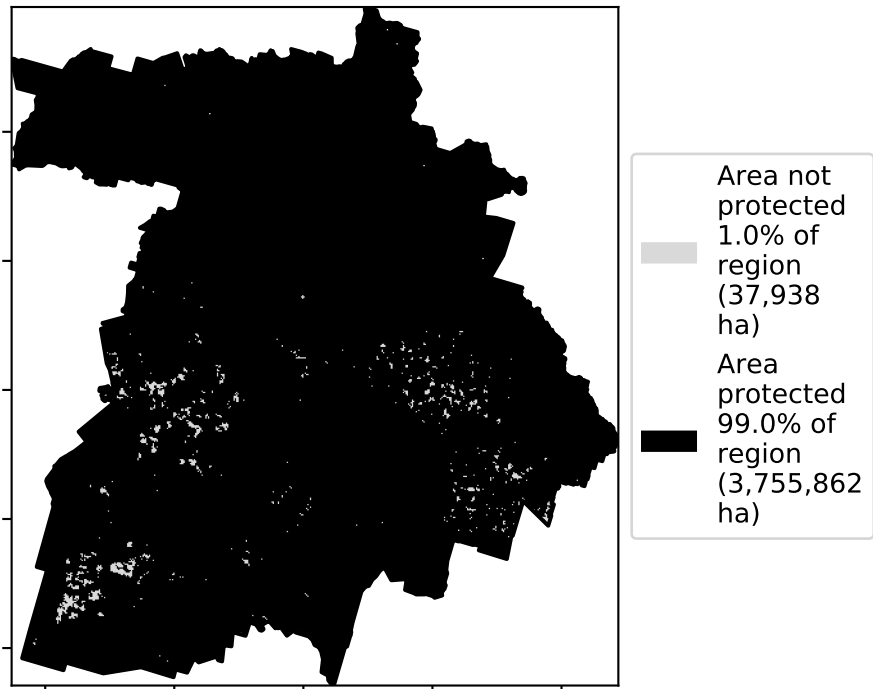 Area not
protected
1.0% of
region
(37,938
ha)
Area
protected
99.0% of
region
(3,755,862
ha)